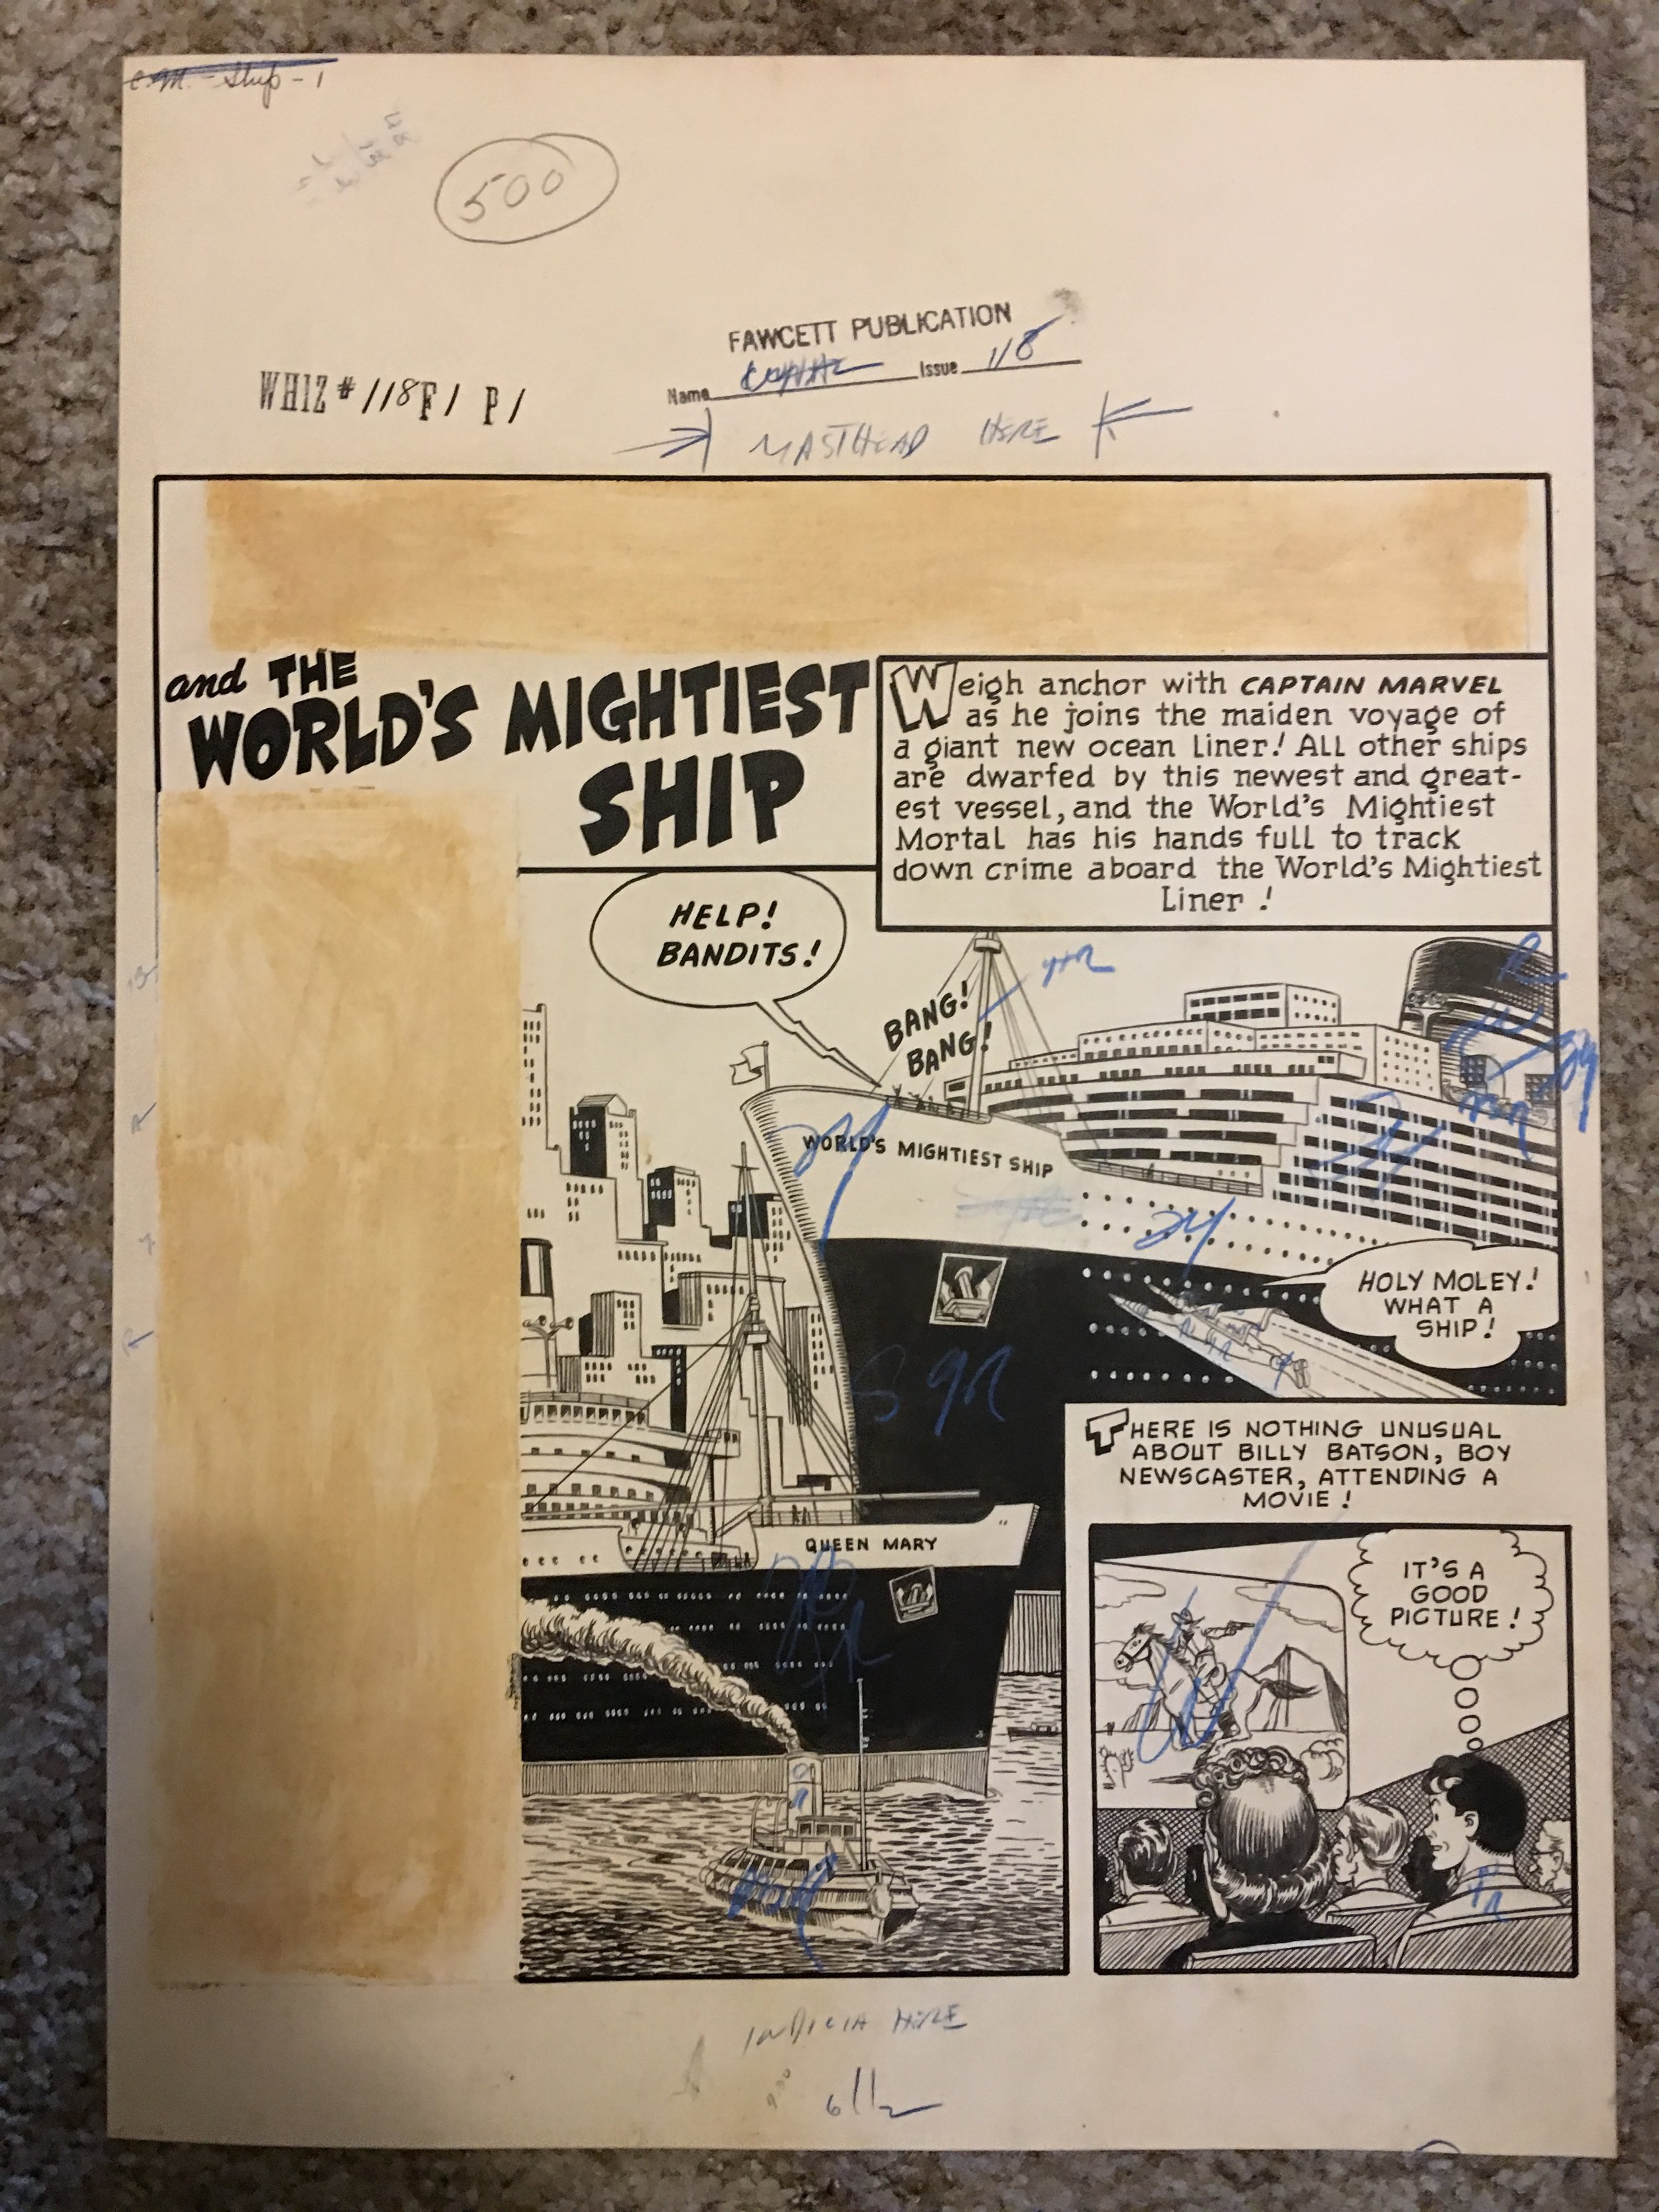 C.M. - Ship - 1
500
FAWCETT PUBLICATION
Name Issue 118
WHIZ # 118 F1 P1
MASTHEAD HERE
and THE
WORLD'S MIGHTIEST
SHIP
Weigh anchor with CAPTAIN MARVEL
as he joins the maiden voyage of
a giant new ocean Liner! ALL other ships
are dwarfed by this newest and great-
est vessel, and the World's Mightiest
Mortal has his hands full to track
down crime aboard the World's Mightiest
Liner!
HELP!
BANDITS!
BANG!
BANG!
WORLD'S MIGHTIEST SHIP
HOLY MOLEY!
WHAT A
SHIP!
QUEEN MARY
THERE IS NOTHING UNUSUAL
ABOUT BILLY BATSON, BOY
NEWSCASTER, ATTENDING A
MOVIE!
IT'S A
GOOD
PICTURE!
INDICIA HERE